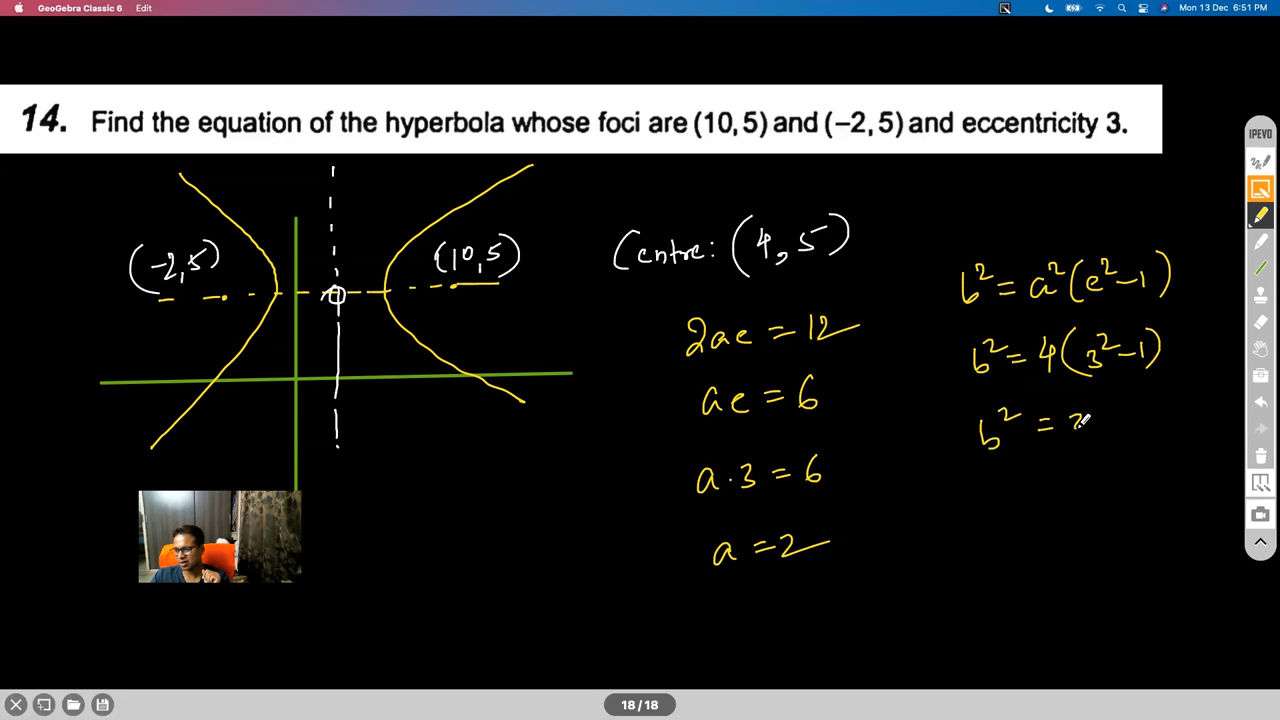 GeoGebra Classic 6 Edit Mon 13 Dec 6:51 PM
14. Find the equation of the hyperbola whose foci are (10, 5) and (−2, 5) and eccentricity 3.
(-2,5)
(10,5)
Centre: (4,5)
2ae = 12
ae = 6
a·3 = 6
a = 2
b² = a²(e²-1)
b² = 4(3²-1)
b² =
IPEVO
18 / 18